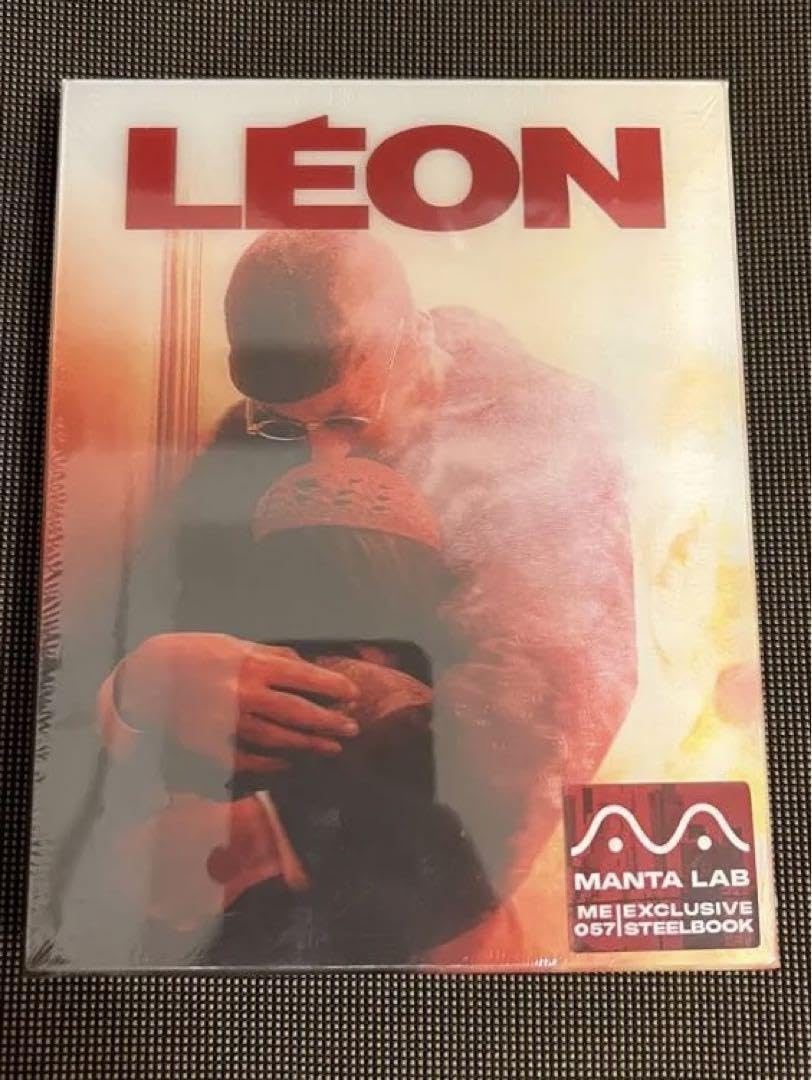 LÉON
MANTA LAB
ME EXCLUSIVE
057 STEELBOOK